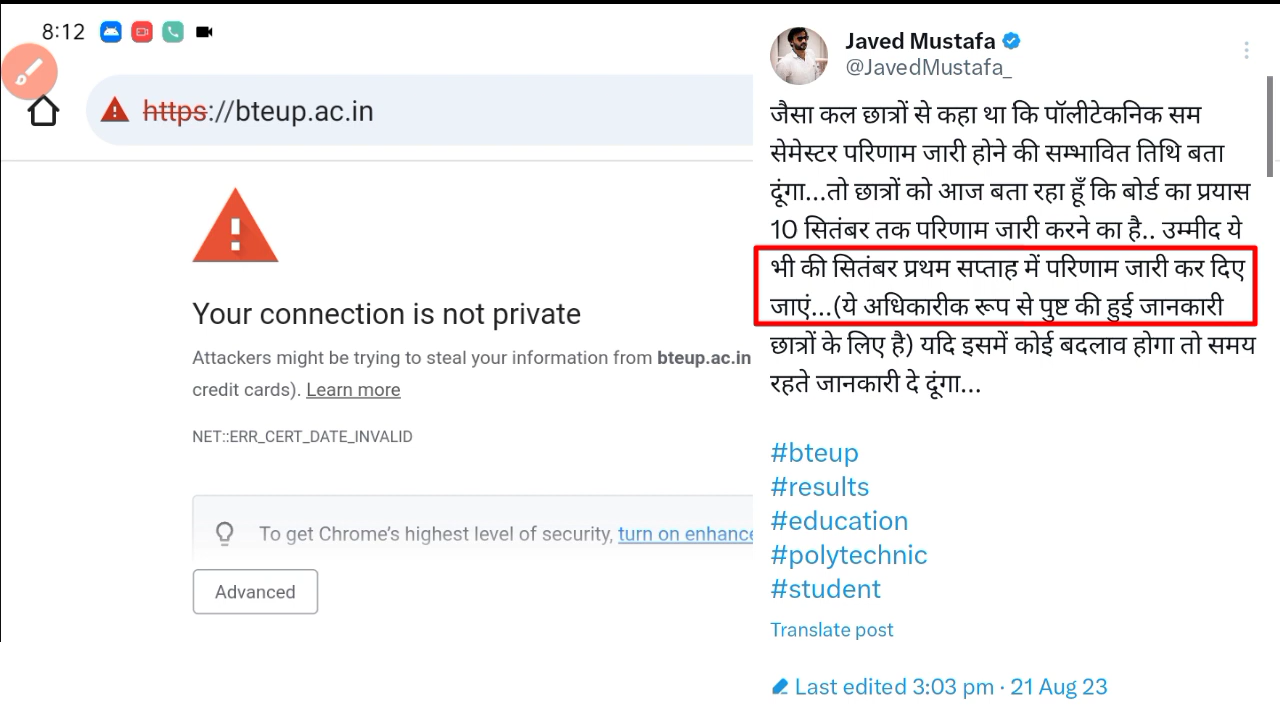 8:12
https://bteup.ac.in
Your connection is not private
Attackers might be trying to steal your information from bteup.ac.in
credit cards). Learn more
NET::ERR_CERT_DATE_INVALID
To get Chrome's highest level of security, turn on enhance
Advanced
Javed Mustafa
@JavedMustafa_
जैसा कल छात्रों से कहा था कि पॉलीटेकनिक सम
सेमेस्टर परिणाम जारी होने की सम्भावित तिथि बता
दूंगा...तो छात्रों को आज बता रहा हूँ कि बोर्ड का प्रयास
10 सितंबर तक परिणाम जारी करने का है.. उम्मीद ये
भी की सितंबर प्रथम सप्ताह में परिणाम जारी कर दिए
जाएं...(ये अधिकारीक रूप से पुष्ट की हुई जानकारी
छात्रों के लिए है) यदि इसमें कोई बदलाव होगा तो समय
रहते जानकारी दे दूंगा...
#bteup
#results
#education
#polytechnic
#student
Translate post
Last edited 3:03 pm · 21 Aug 23